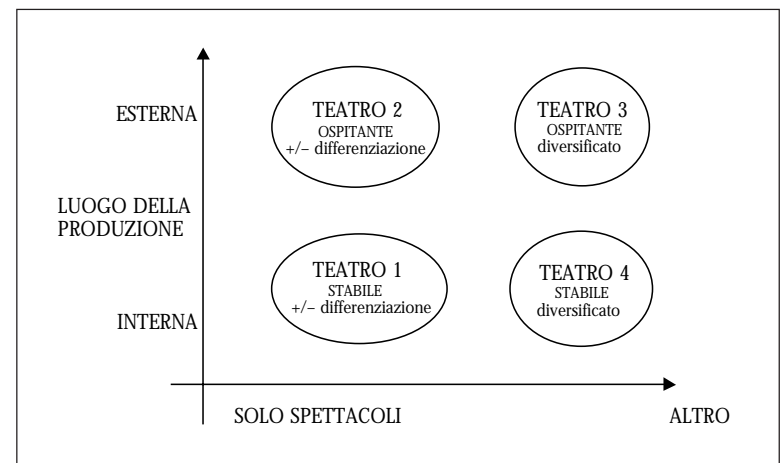 ESTERNA
TEATRO 2
OSPITANTE
+/– differenziazione
TEATRO 3
OSPITANTE
diversificato
LUOGO DELLA
PRODUZIONE
TEATRO 1
STABILE
+/– differenziazione
TEATRO 4
STABILE
diversificato
INTERNA
SOLO SPETTACOLI
ALTRO